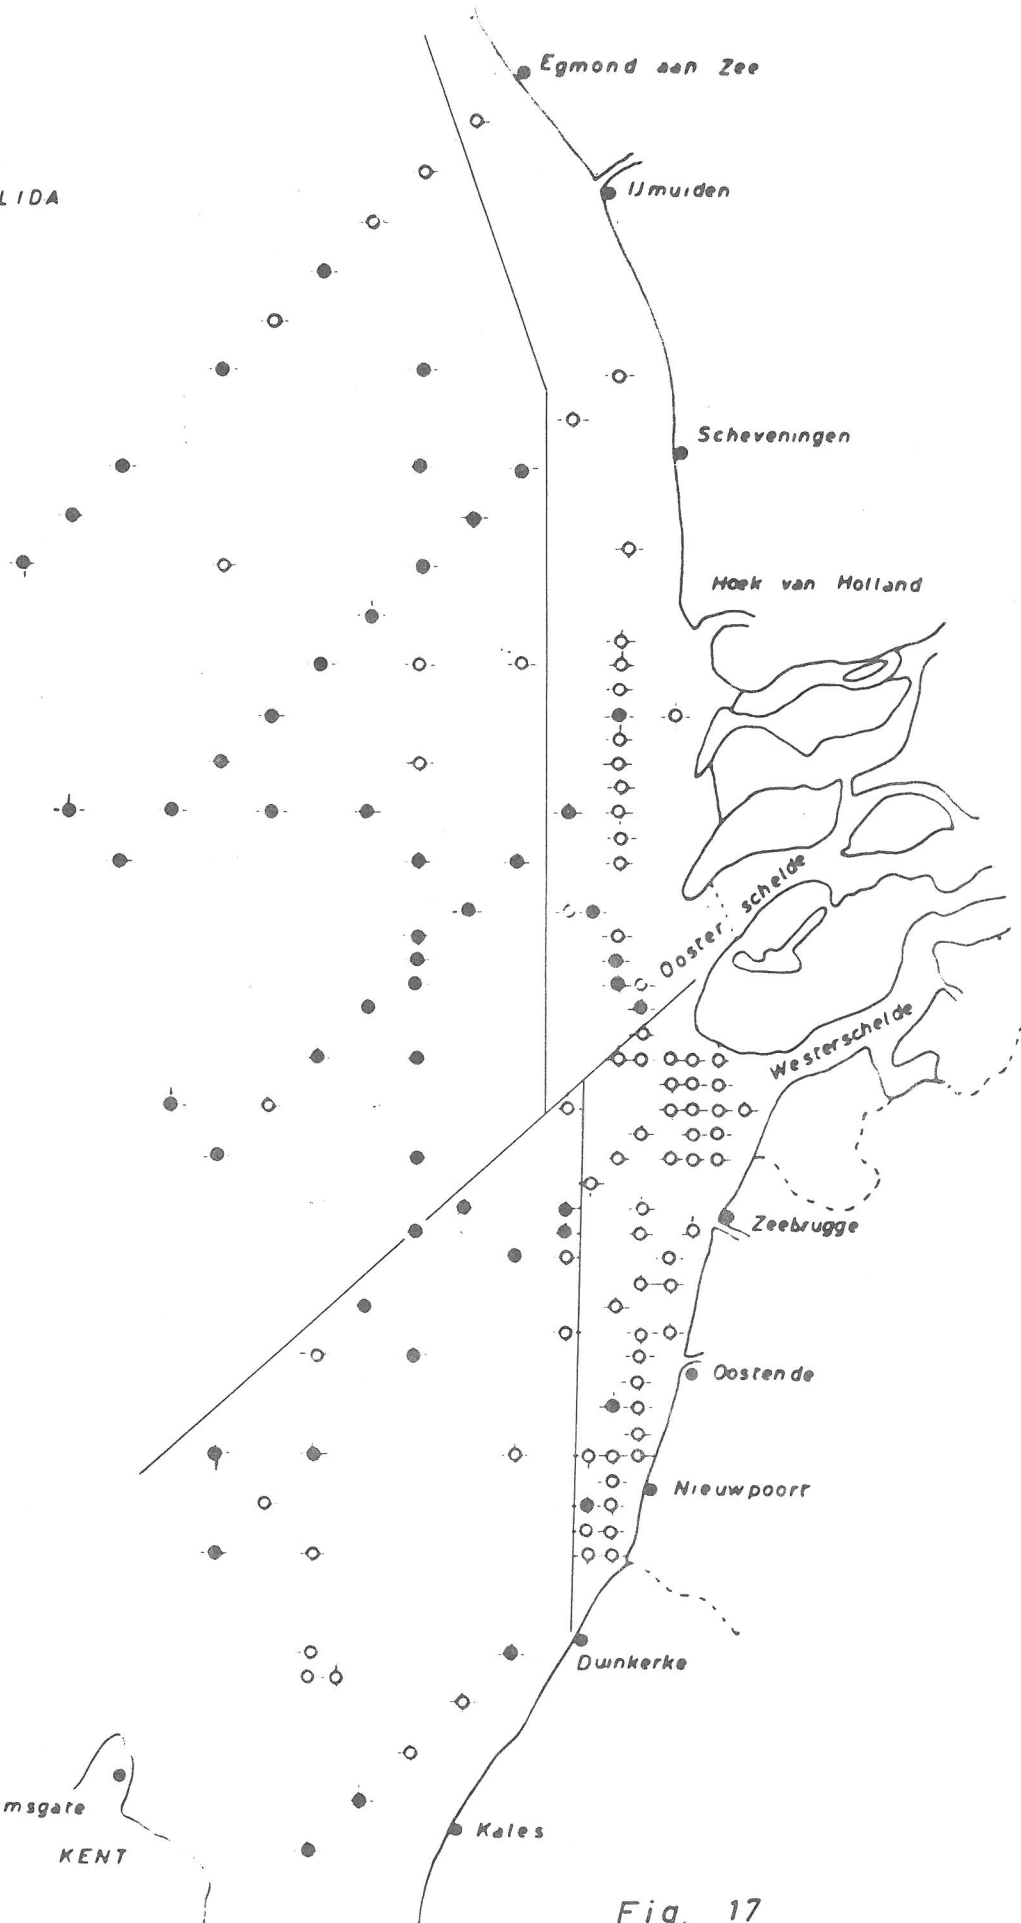 Egmond aan Zee
IJmuiden
LIDA
Scheveningen
Hoek van Holland
Ooster schelde
Westerschelde
Zeebrugge
Oostende
Nieuwpoort
Duinkerke
msgate
Kales
KENT
Fig. 17